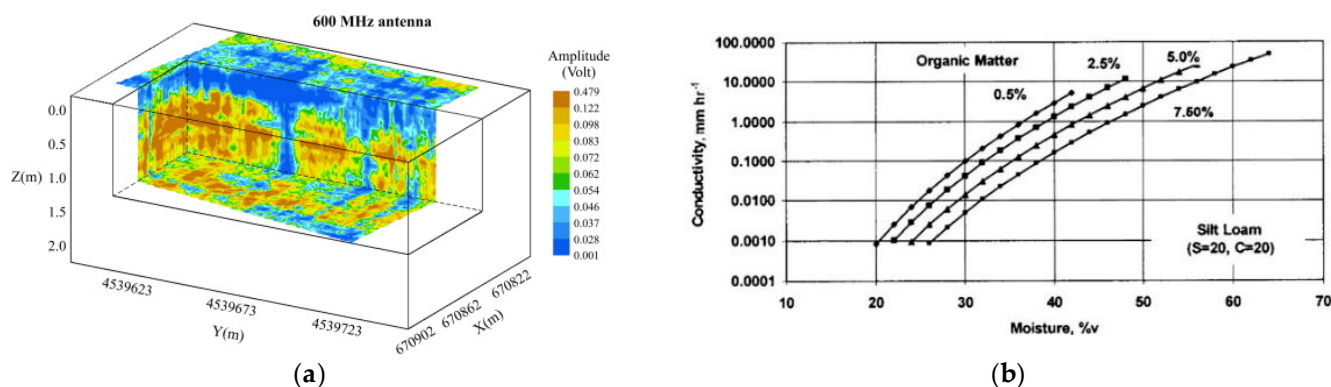 600 MHz antenna
Amplitude
(Volt)
0.479
0.122
0.098
0.083
0.072
0.062
0.054
0.046
0.037
0.028
0.001
Z(m)
0.0
0.5
1.0
1.5
2.0
4539623
4539673
4539723
Y(m)
670902
670862
670822
X(m)
(a)
Conductivity, mm hr⁻¹
100.0000
10.0000
1.0000
0.1000
0.0100
0.0010
0.0001
Organic Matter
0.5%
2.5%
5.0%
7.50%
Silt Loam
(S=20, C=20)
10 20 30 40 50 60 70
Moisture, %v
(b)